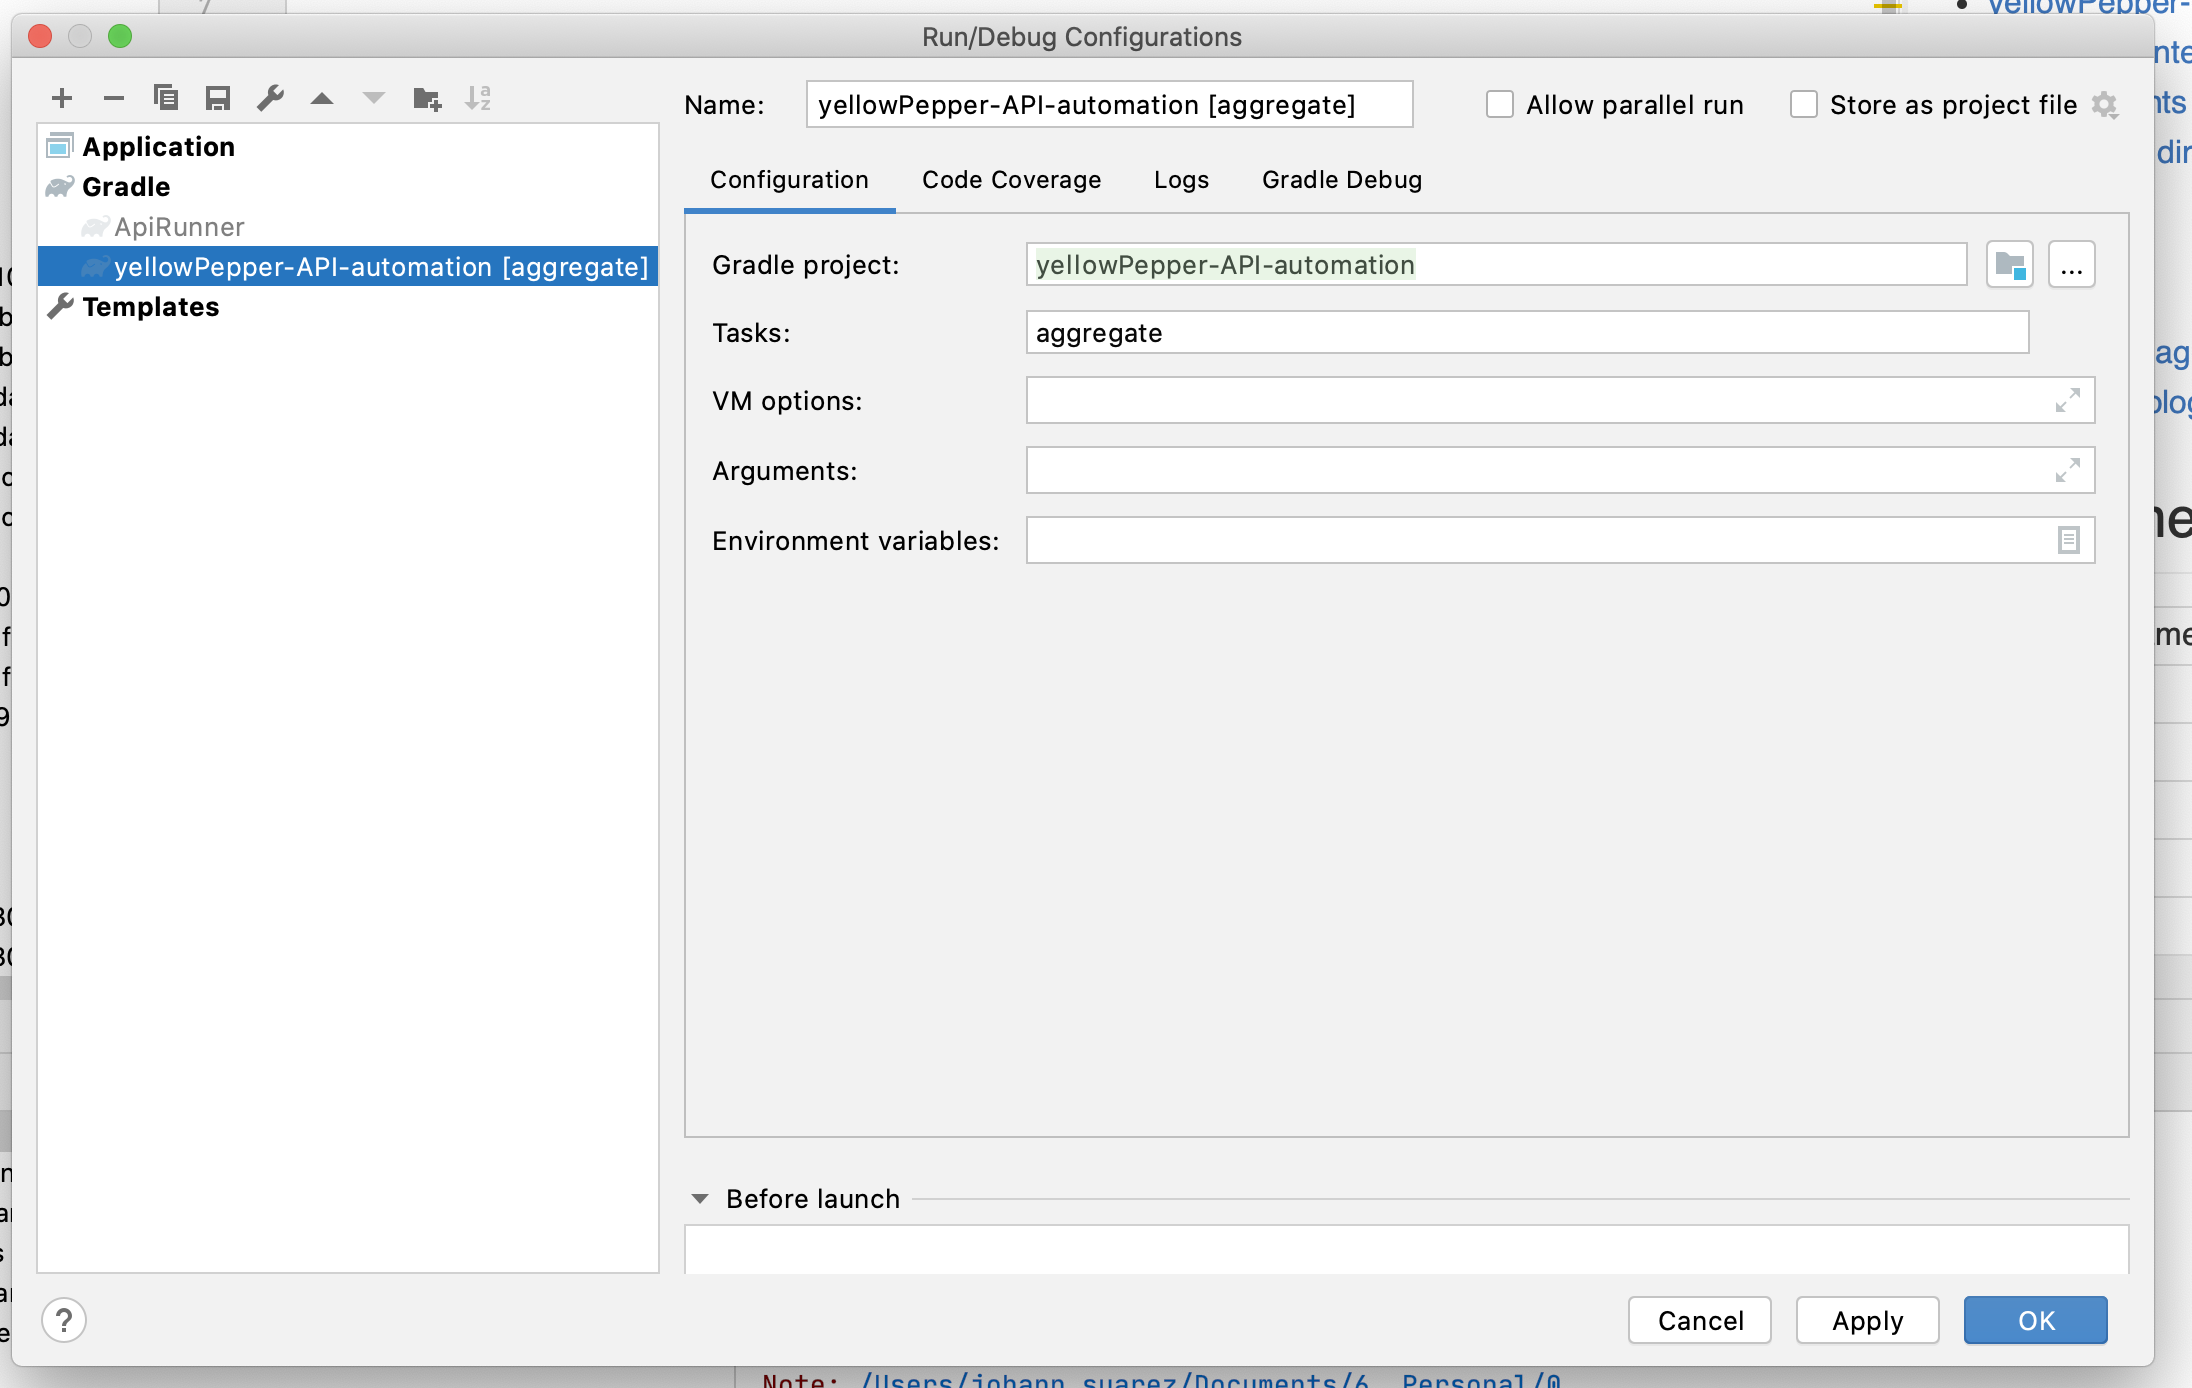 yellowPepper-
Run/Debug Configurations
Name: yellowPepper-API-automation [aggregate] Allow parallel run Store as project file
Application
Gradle
ApiRunner
yellowPepper-API-automation [aggregate]
Templates
Configuration Code Coverage Logs Gradle Debug
Gradle project: yellowPepper-API-automation ...
Tasks: aggregate
VM options:
Arguments:
Environment variables:
Before launch
? Cancel Apply OK
Note: /Users/johann.suarez/Documents/6._Personal/0